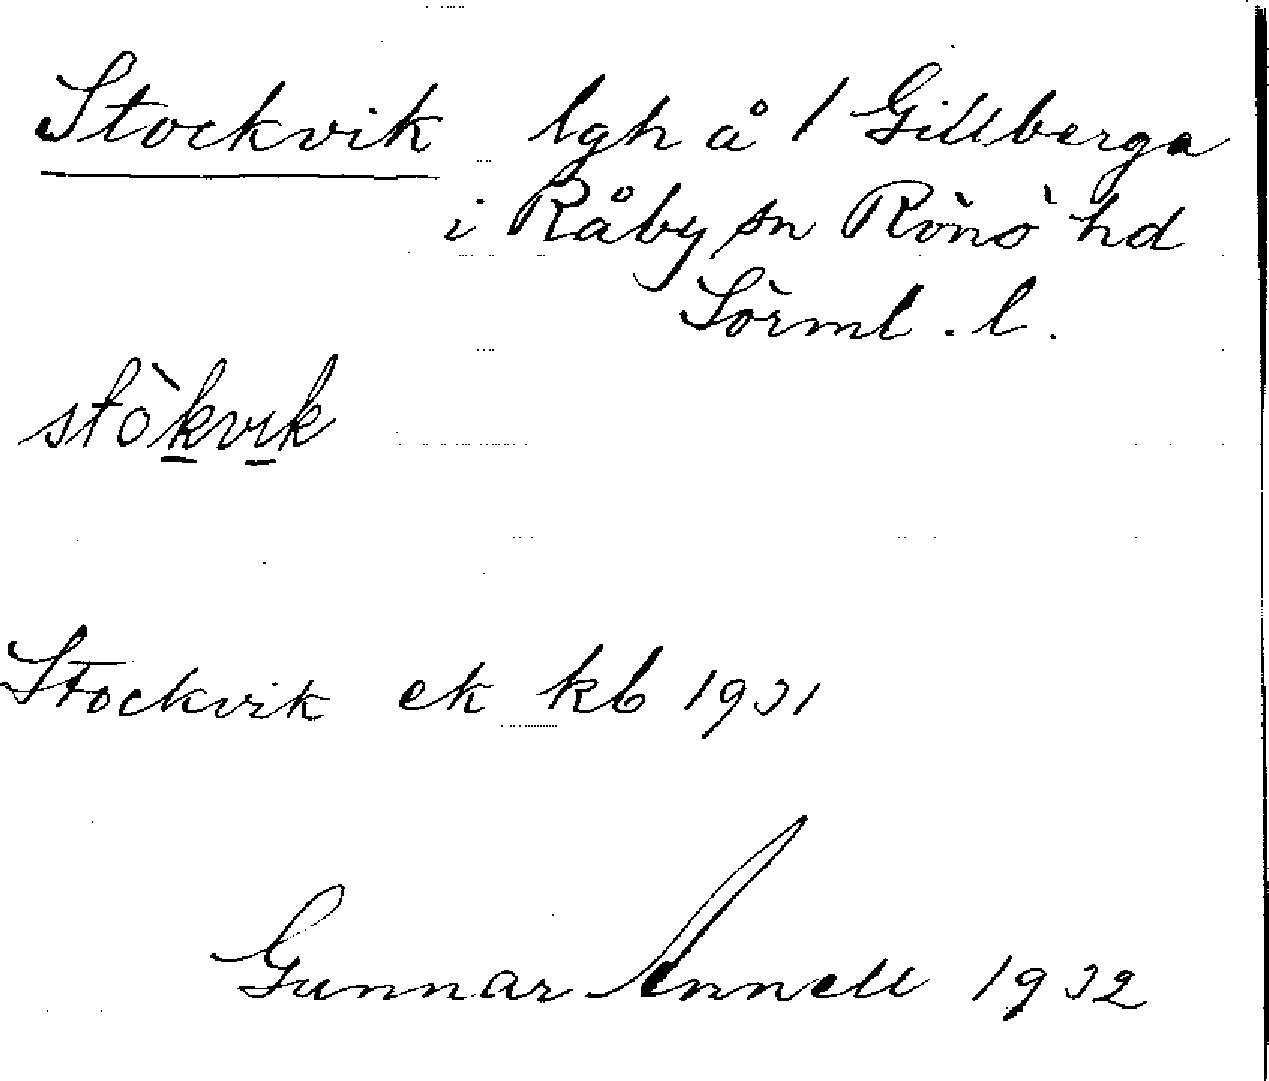 Stockvik lgh å 1 Gillberga
i Råby sn Rönö hd
Sörml. l.
stòkvik
Stockvik ek kb 1931
Gunnar Annell 1932